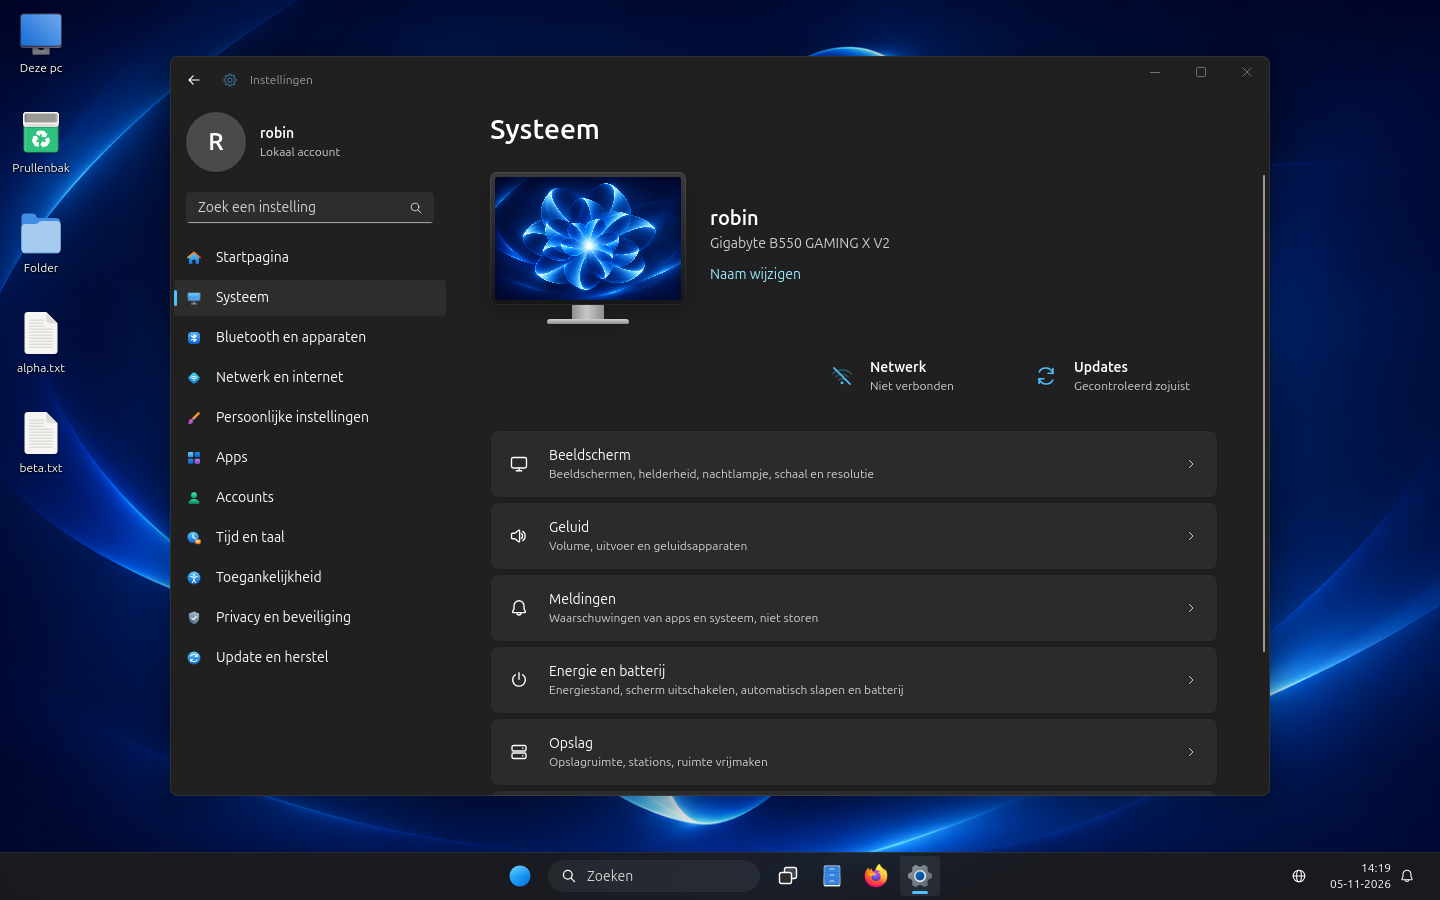 Deze pc
Prullenbak
Folder
alpha.txt
beta.txt
Instellingen
R
robin
Lokaal account
Zoek een instelling
Startpagina
Systeem
Bluetooth en apparaten
Netwerk en internet
Persoonlijke instellingen
Apps
Accounts
Tijd en taal
Toegankelijkheid
Privacy en beveiliging
Update en herstel
Systeem
robin
Gigabyte B550 GAMING X V2
Naam wijzigen
Netwerk
Niet verbonden
Updates
Gecontroleerd zojuist
Beeldscherm
Beeldschermen, helderheid, nachtlampje, schaal en resolutie
Geluid
Volume, uitvoer en geluidsapparaten
Meldingen
Waarschuwingen van apps en systeem, niet storen
Energie en batterij
Energiestand, scherm uitschakelen, automatisch slapen en batterij
Opslag
Opslagruimte, stations, ruimte vrijmaken
Zoeken
14:19
05-11-2026